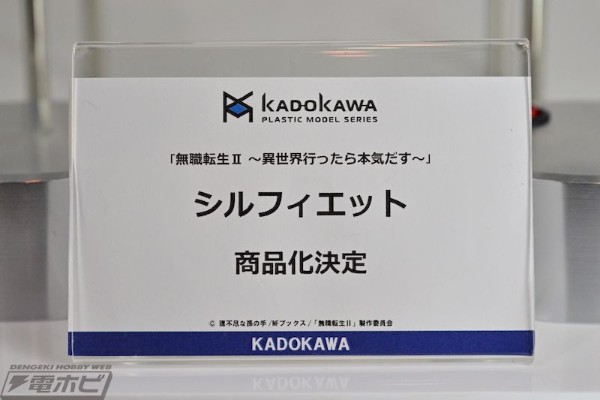 KADOKAWA
PLASTIC MODEL SERIES
「無職転生Ⅱ ～異世界行ったら本気だす～」
シルフィエット
商品化決定
© 理不尽な孫の手/MFブックス/「無職転生Ⅱ」製作委員会
KADOKAWA
DENGEKI HOBBY WEB
電ホビ